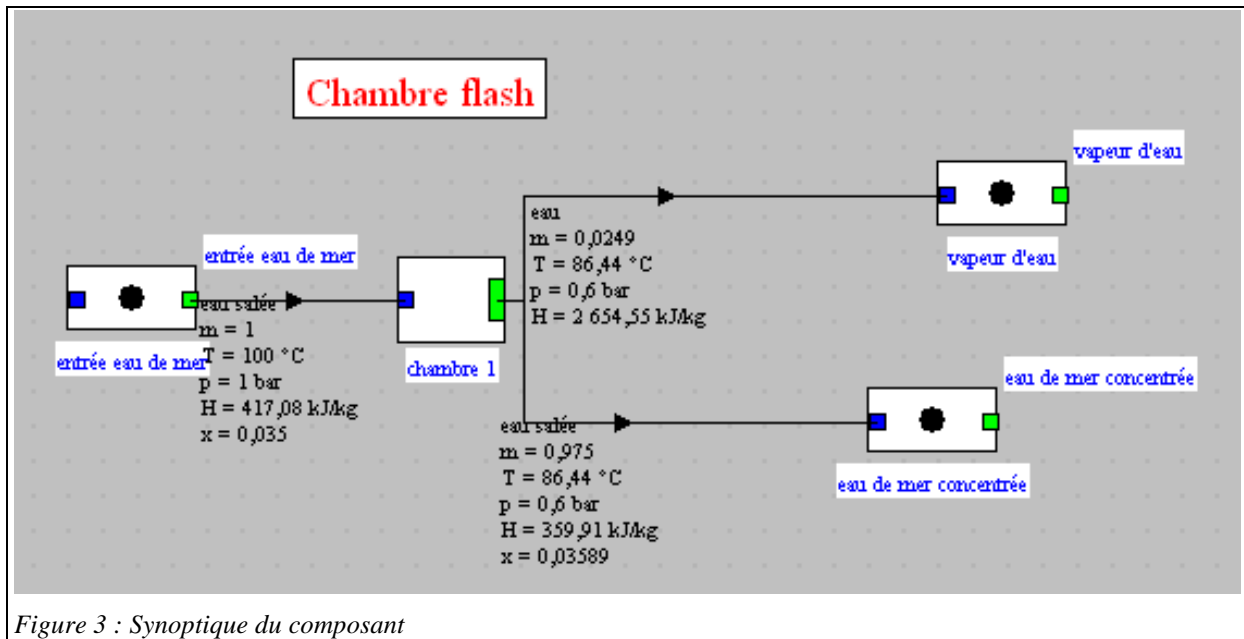 Chambre flash
vapeur d'eau
eau
m = 0,0249
T = 86,44 °C
p = 0,6 bar
H = 2 654,55 kJ/kg
vapeur d'eau
entrée eau de mer
eau salée
m = 1
T = 100 °C
p = 1 bar
H = 417,08 kJ/kg
x = 0,035
entrée eau de mer
chambre 1
eau de mer concentrée
eau salée
m = 0,975
T = 86,44 °C
p = 0,6 bar
H = 359,91 kJ/kg
x = 0,03589
eau de mer concentrée
Figure 3 : Synoptique du composant